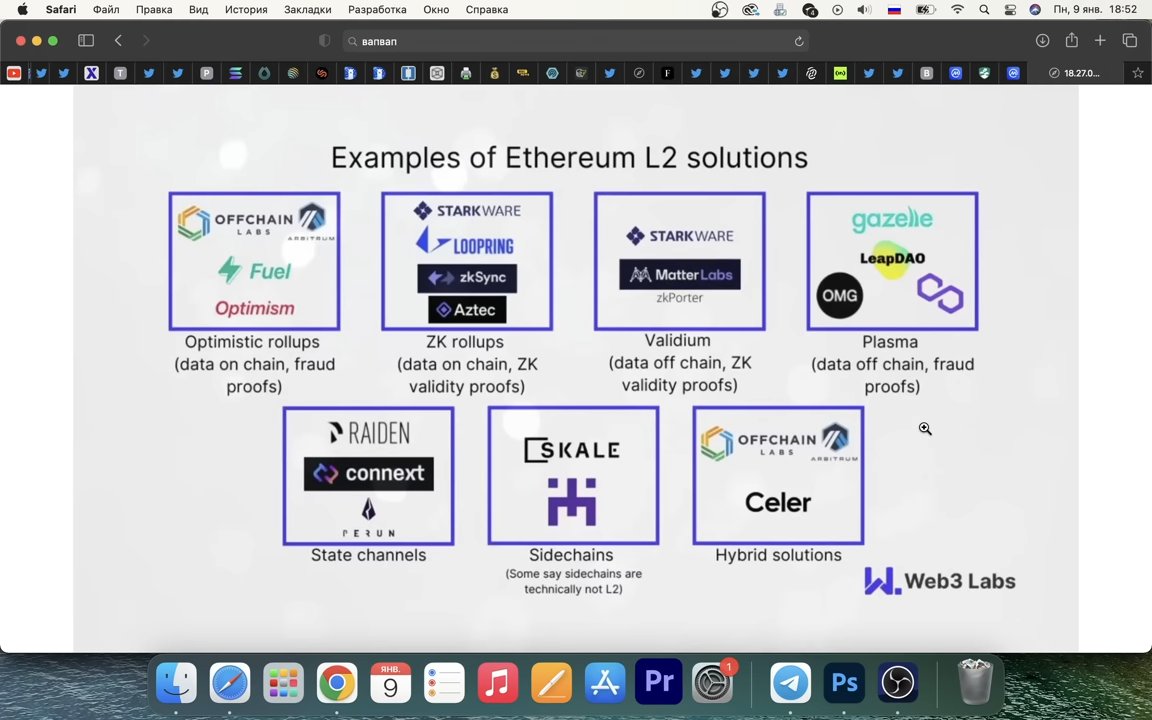 Safari Файл Правка Вид История Закладки Разработка Окно Справка
Пн, 9 янв. 18:52
вапвап
18.27.0...
Examples of Ethereum L2 solutions
OFFCHAIN
LABS
ARBITRUM
Fuel
Optimism
Optimistic rollups
(data on chain, fraud
proofs)
STARKWARE
LOOPRING
zkSync
Aztec
ZK rollups
(data on chain, ZK
validity proofs)
STARKWARE
MatterLabs
zkPorter
Validium
(data off chain, ZK
validity proofs)
gazelle
LeapDAO
OMG
Plasma
(data off chain, fraud
proofs)
RAIDEN
connext
PERUN
State channels
SKALE
Sidechains
(Some say sidechains are
technically not L2)
OFFCHAIN
LABS
ARBITRUM
Celer
Hybrid solutions
W. Web3 Labs
ЯНВ.
9
Pr
1
Ps